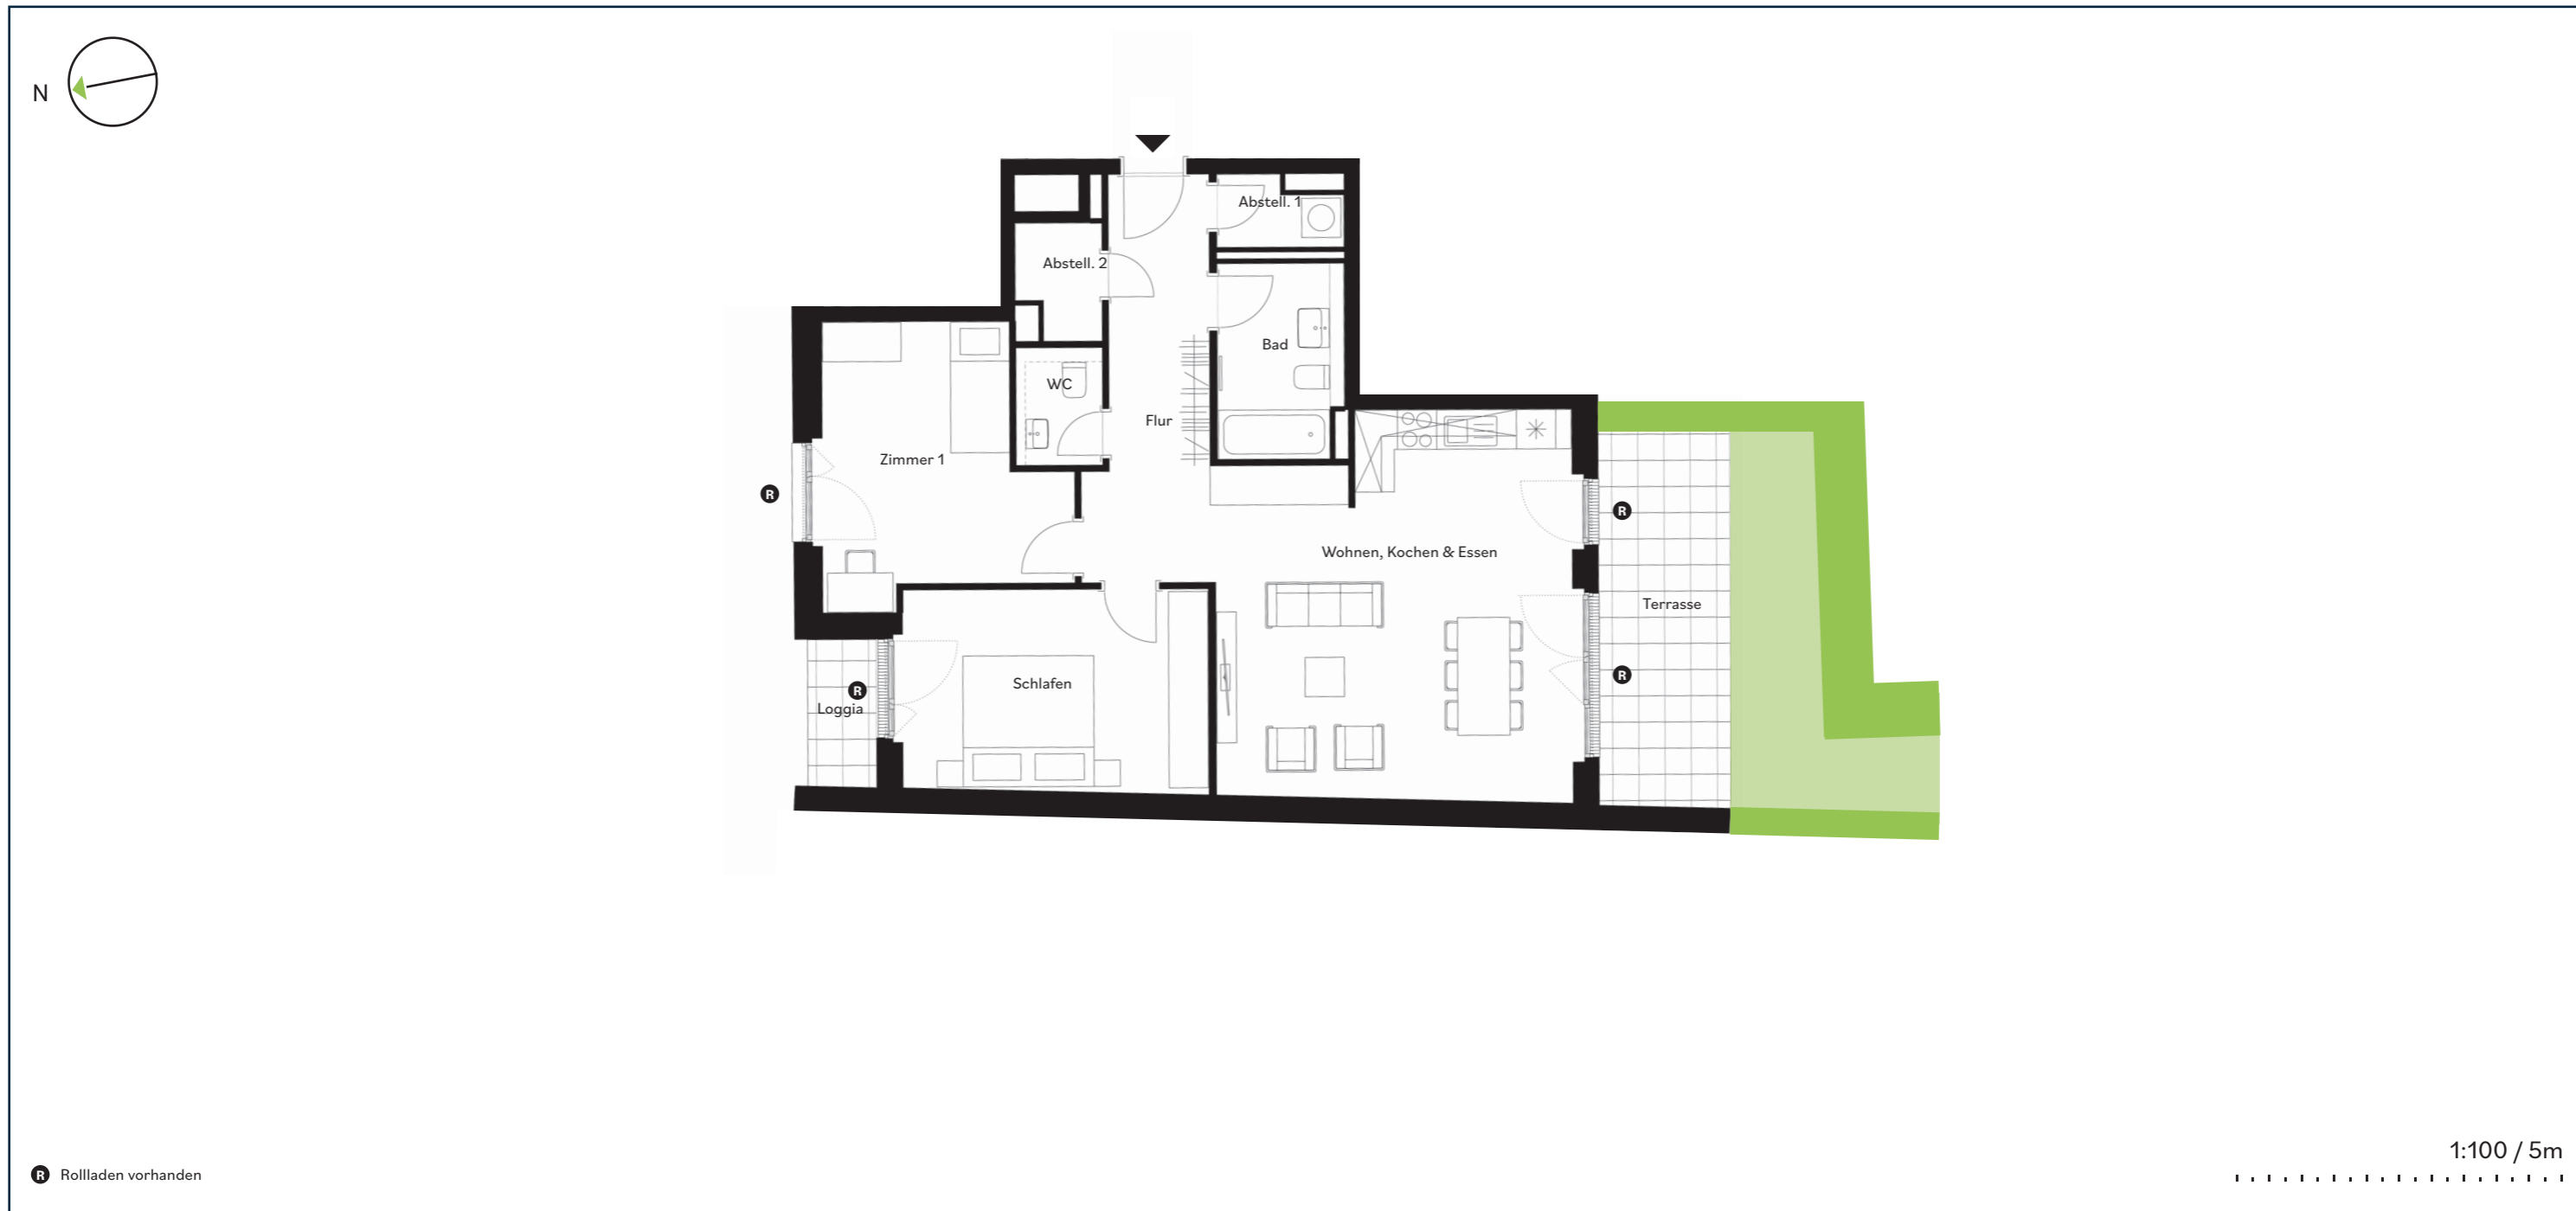 N
Abstell. 1
Abstell. 2
Bad
WC
Flur
Zimmer 1
R
R
Wohnen, Kochen & Essen
Terrasse
R
R
Schlafen
Loggia
1:100 / 5m
R Rollladen vorhanden